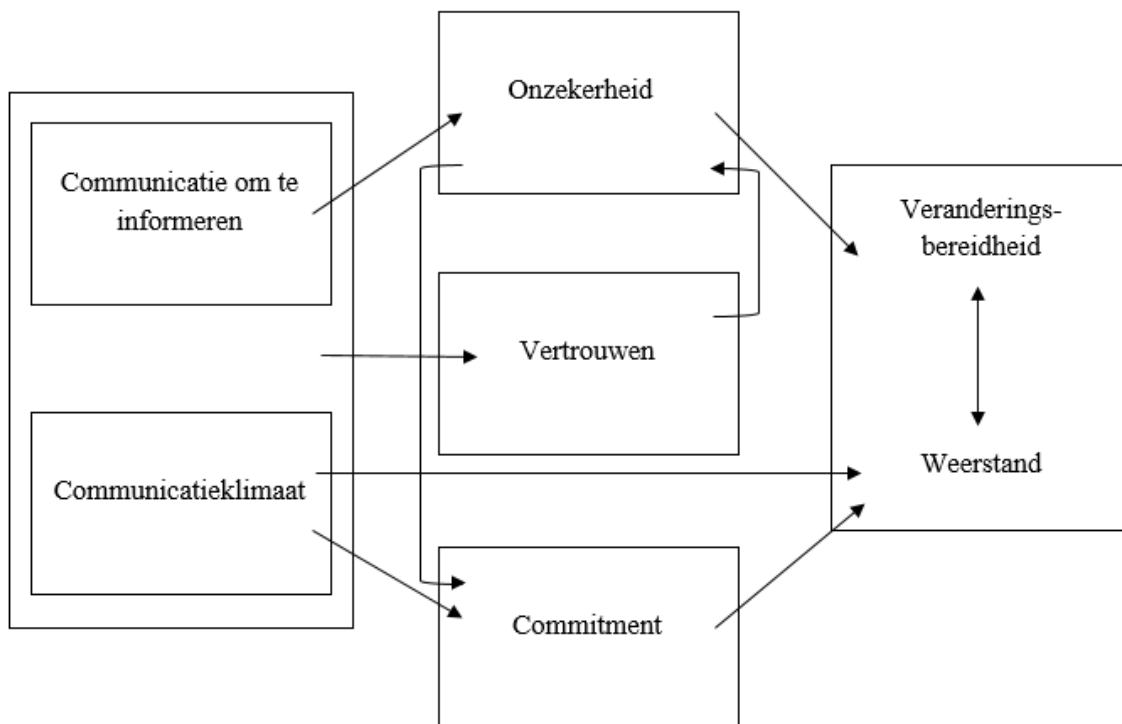 Onzekerheid
Communicatie om te
informeren
Veranderings-
bereidheid
Vertrouwen
Weerstand
Communicatieklimaat
Commitment